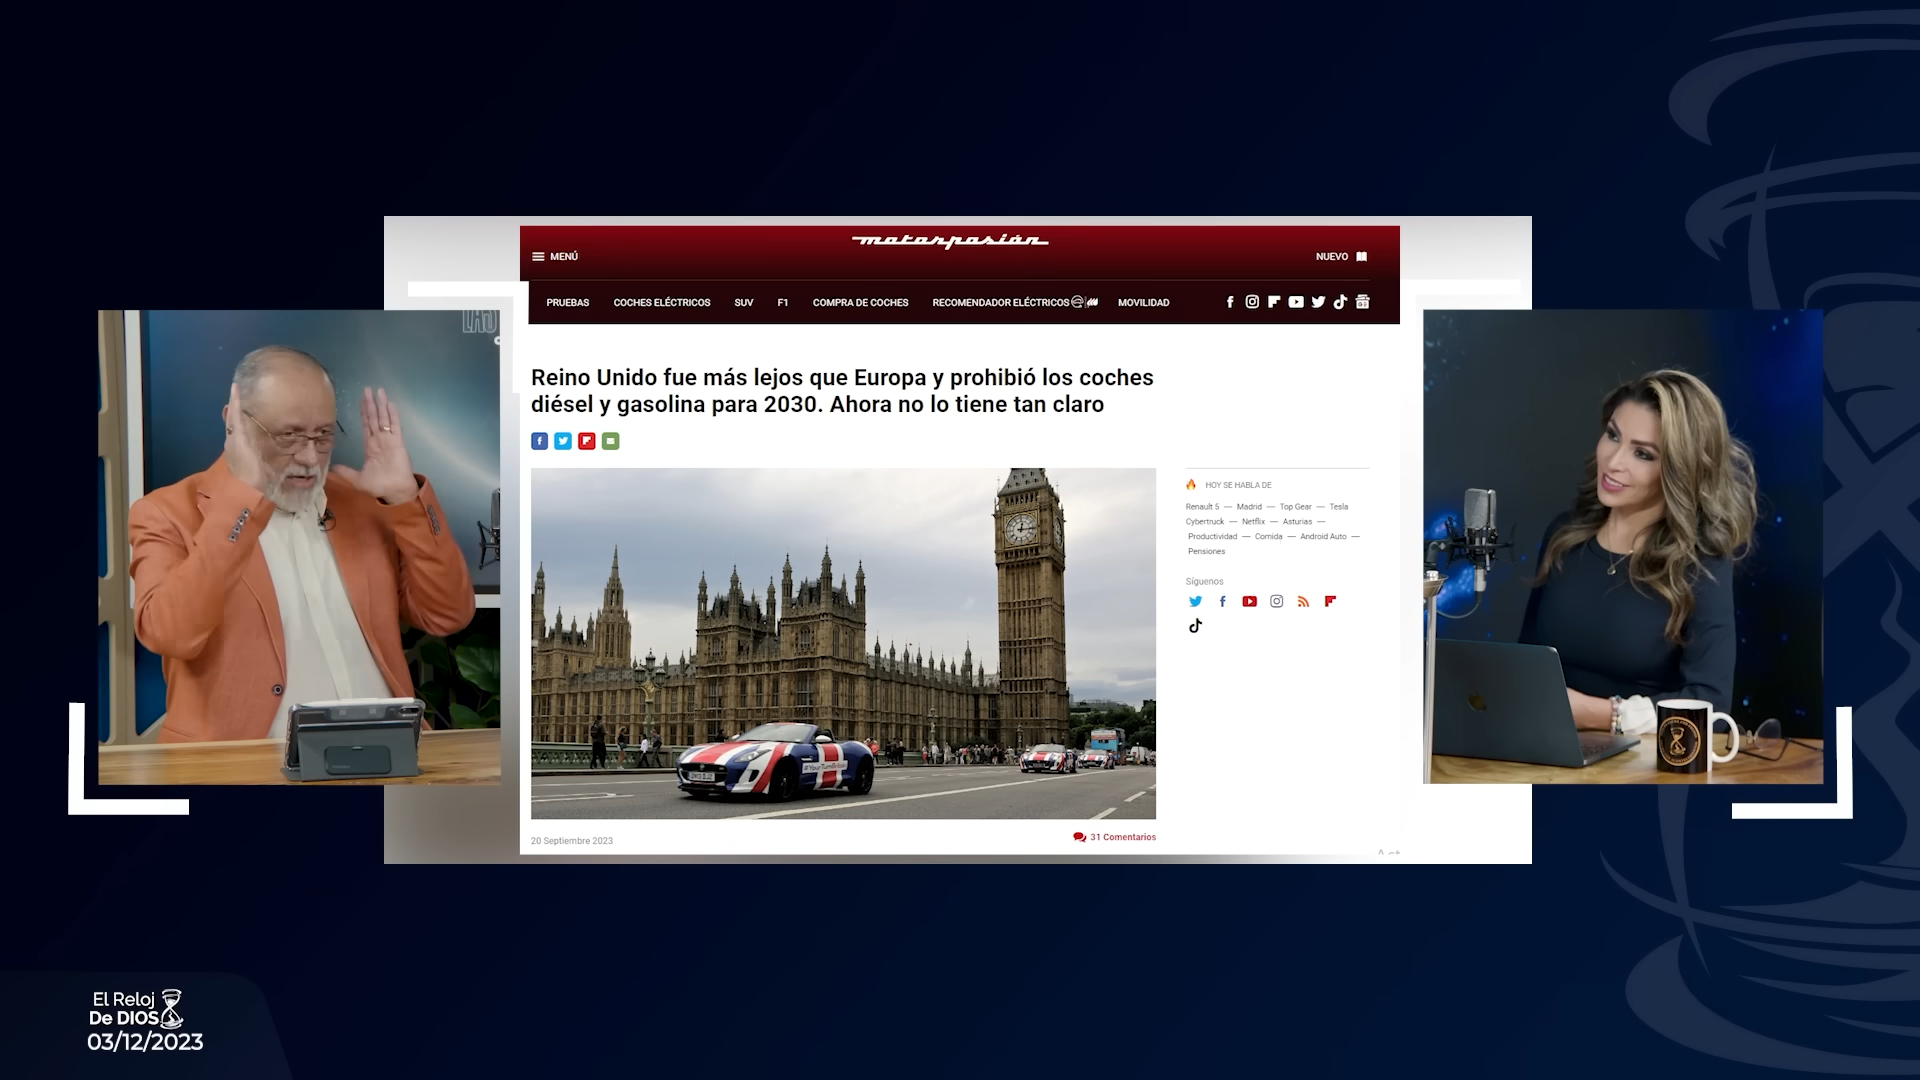 motorpasión
MENÚ
NUEVO
PRUEBAS
COCHES ELÉCTRICOS
SUV
F1
COMPRA DE COCHES
RECOMENDADOR ELÉCTRICOS
MOVILIDAD
LAS
Reino Unido fue más lejos que Europa y prohibió los coches
diésel y gasolina para 2030. Ahora no lo tiene tan claro
HOY SE HABLA DE
Renault 5 — Madrid — Top Gear — Tesla
Cybertruck — Netflix — Asturias —
Productividad — Comida — Android Auto —
Pensiones
Síguenos
20 Septiembre 2023
31 Comentarios
El Reloj
De DIOS
03/12/2023